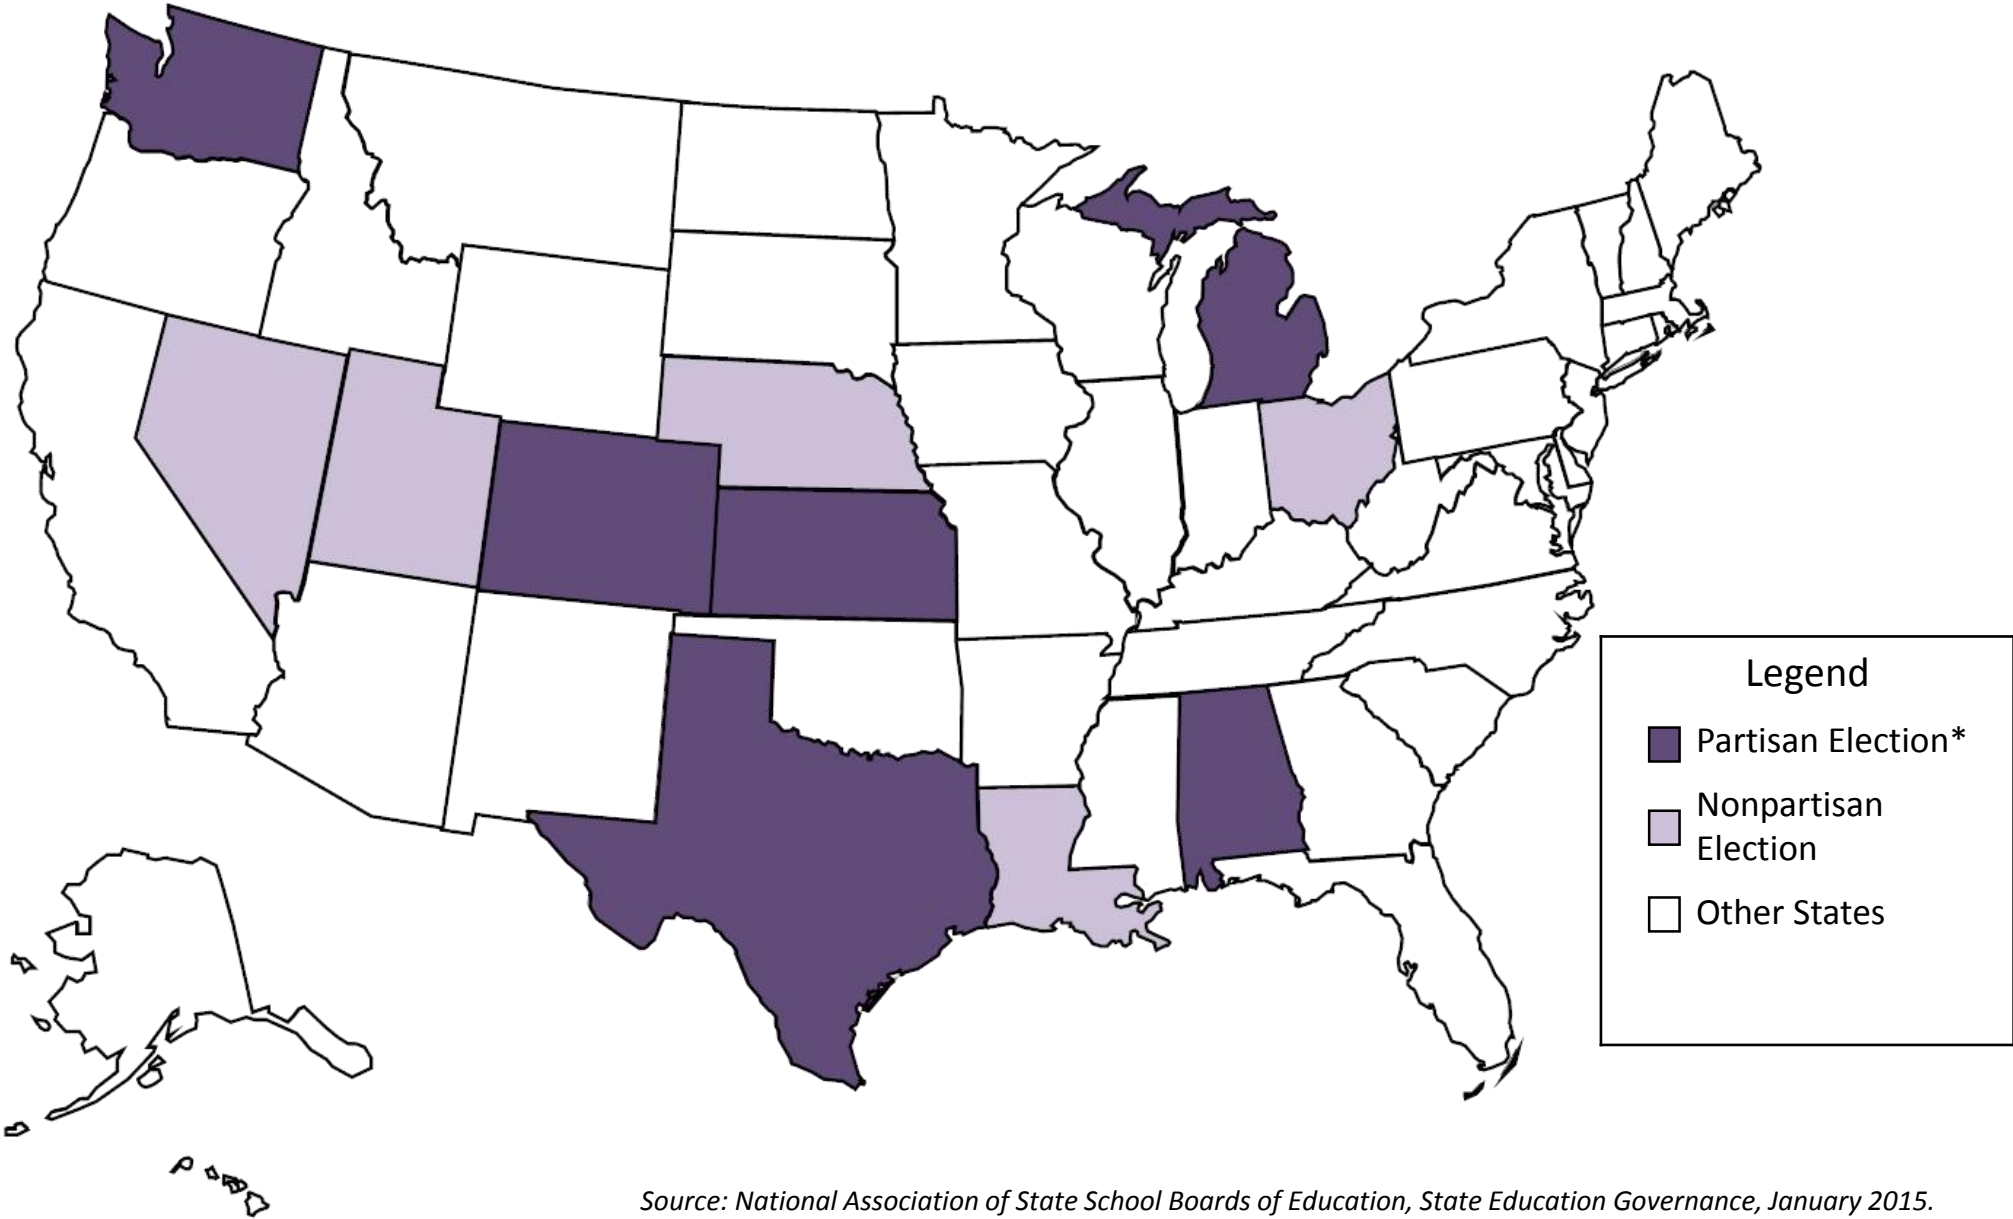 Legend
Partisan Election*
Nonpartisan
Election
Other States
Source: National Association of State School Boards of Education, State Education Governance, January 2015.